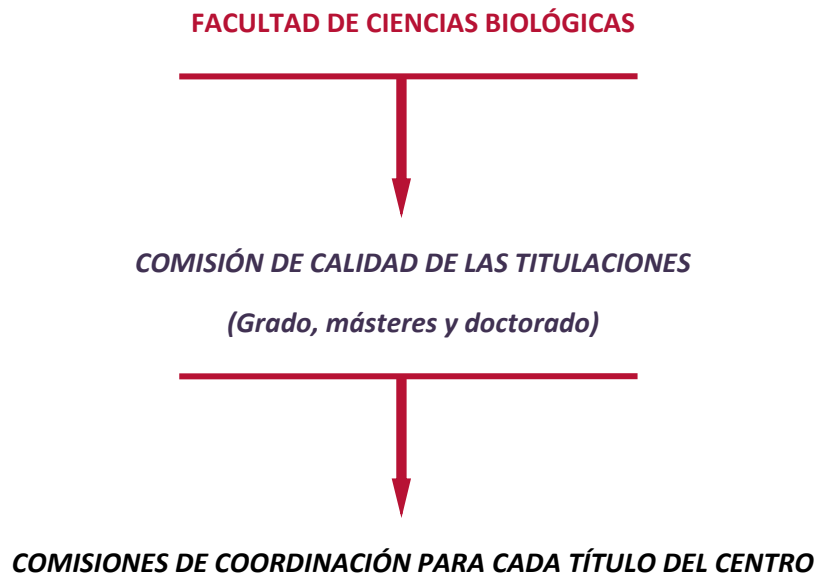 FACULTAD DE CIENCIAS BIOLÓGICAS
COMISIÓN DE CALIDAD DE LAS TITULACIONES
(Grado, másteres y doctorado)
COMISIONES DE COORDINACIÓN PARA CADA TÍTULO DEL CENTRO